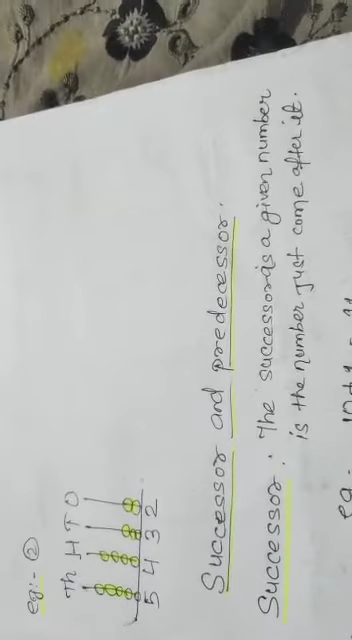 eg:- ②
Th H T O
5 4 3 2
Successor and predecessor.
Successor: The successor is a given number
is the number just come after it.
eg.